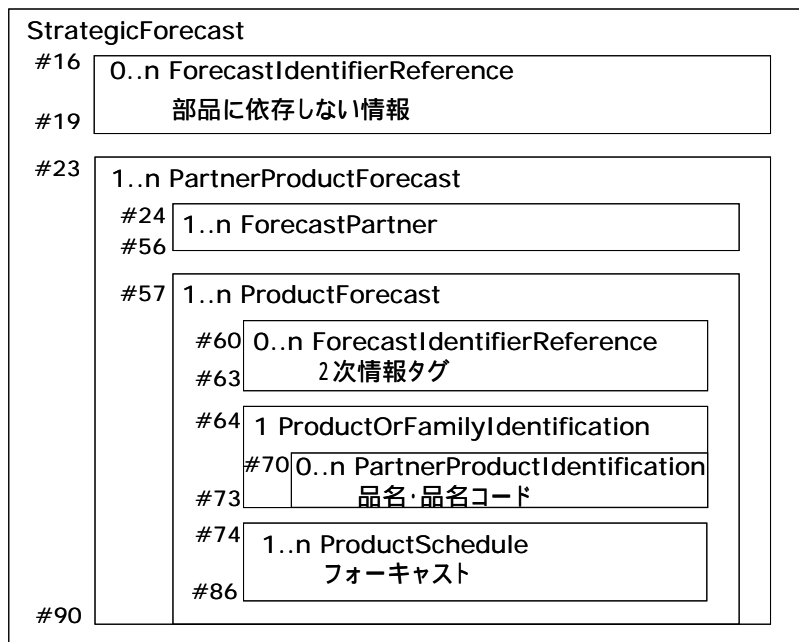 StrategicForecast
#16
0..n ForecastIdentifierReference
部品に依存しない情報
#19
#23
1..n PartnerProductForecast
#24
1..n ForecastPartner
#56
#57
1..n ProductForecast
#60
0..n ForecastIdentifierReference
2次情報タグ
#63
#64
1 ProductOrFamilyIdentification
#70
0..n PartnerProductIdentification
品名・品名コード
#73
#74
1..n ProductSchedule
フォーキャスト
#86
#90